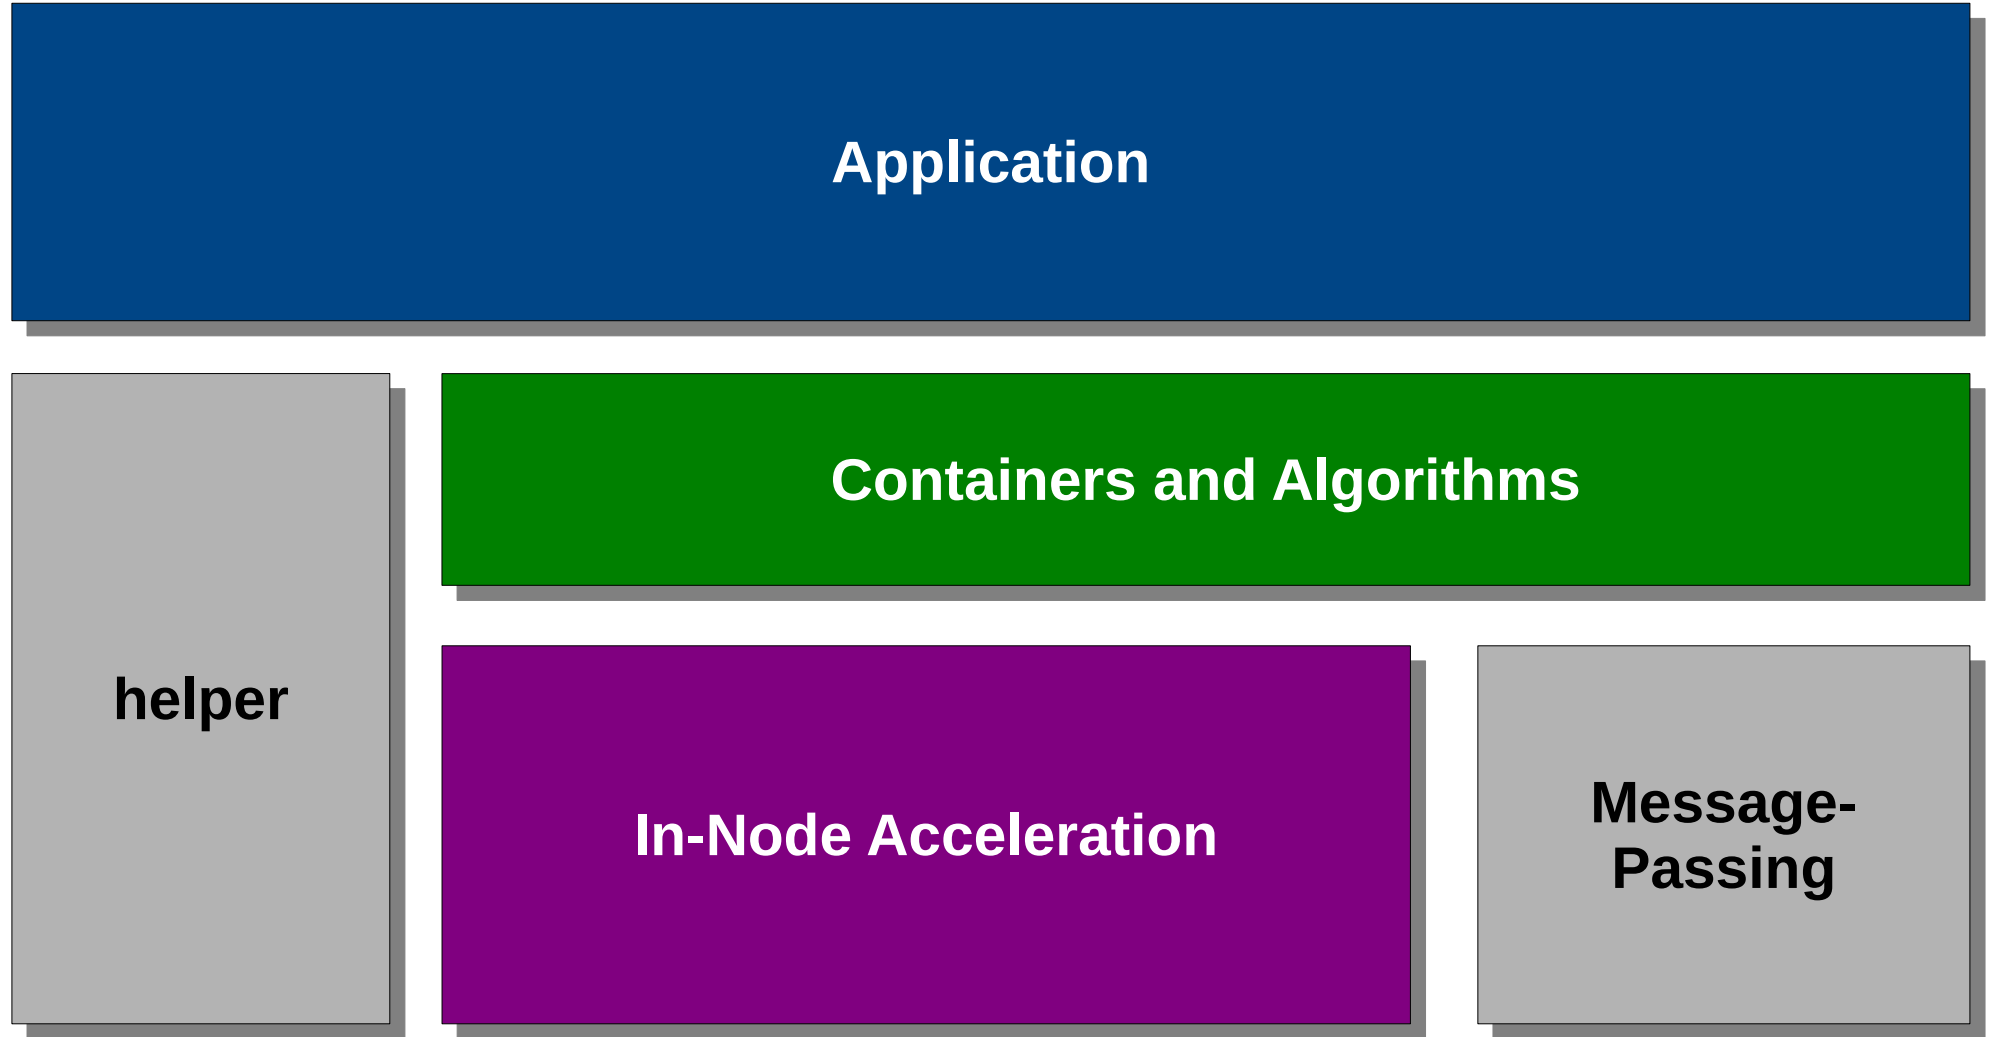 Application
Containers and Algorithms
helper
In-Node Acceleration
Message-
Passing